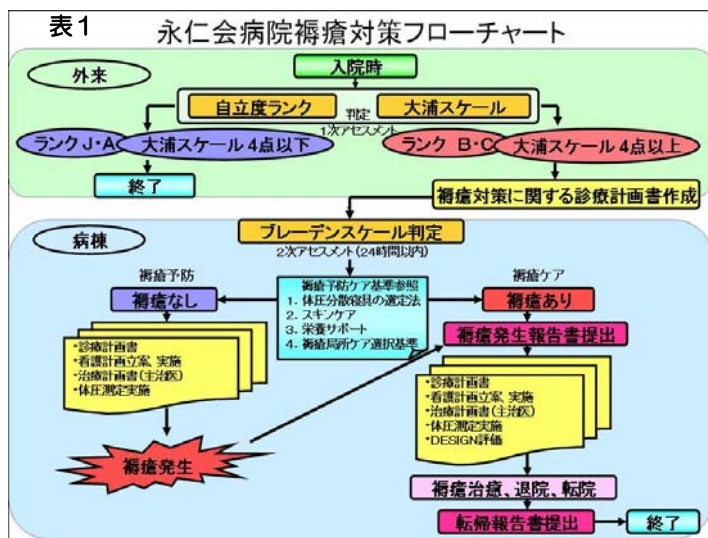 表1
永仁会病院褥瘡対策フローチャート
外来
入院時
自立度ランク
判定
大浦スケール
1次アセスメント
ランクJ・A
大浦スケール 4点以下
ランク B・C
大浦スケール 4点以上
終了
褥瘡対策に関する診療計画書作成
病棟
ブレーデンスケール判定
2次アセスメント(24時間以内)
褥瘡予防
褥瘡なし
褥瘡予防ケア基準参照
1. 体圧分散寝具の選定法
2. スキンケア
3. 栄養サポート
4. 褥瘡局所ケア選択基準
褥瘡ケア
褥瘡あり
褥瘡発生報告書提出
・診療計画書
・看護計画立案、実施
・治療計画書(主治医)
・体圧測定実施
・診療計画書
・看護計画立案、実施
・治療計画書(主治医)
・体圧測定実施
・DESIGN評価
褥瘡発生
褥瘡治癒、退院、転院
転帰報告書提出
終了